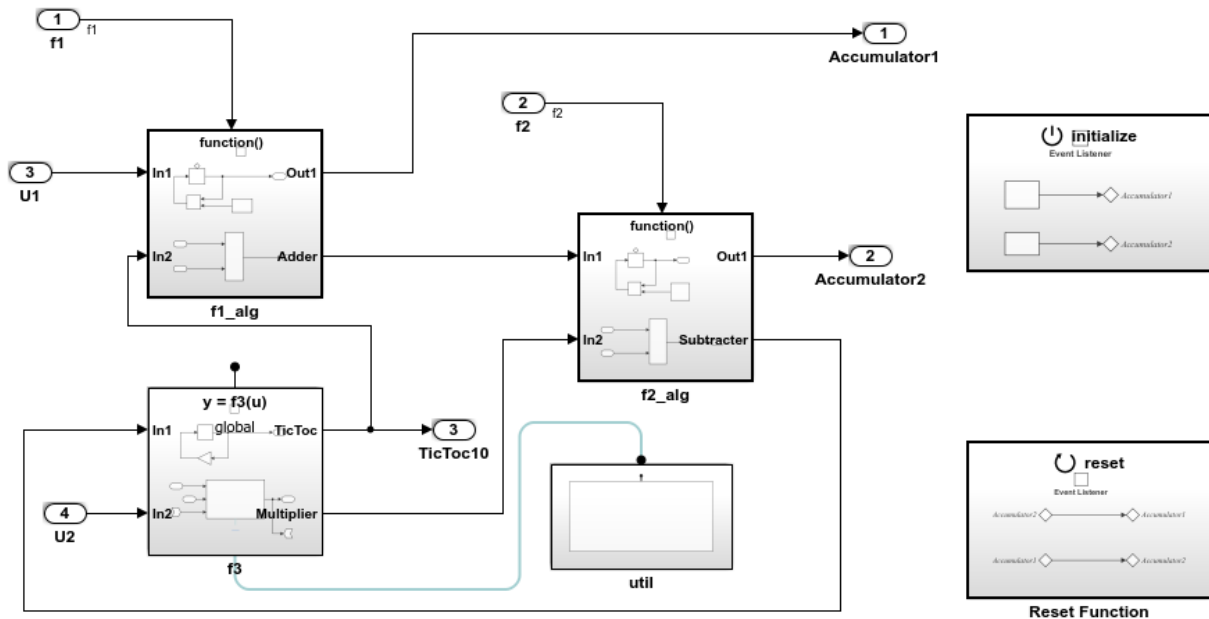 1
f1
f1
1
Accumulator1
2
f2
f2
function()
In1
Out1
In2
Adder
f1_alg
3
U1
function()
In1
Out1
In2
Subtracter
f2_alg
2
Accumulator2
initialize
Event Listener
Accumulator1
Accumulator2
y = f3(u)
global
In1
TicToc
In2
Multiplier
f3
3
TicToc10
4
U2
f
util
reset
Event Listener
Accumulator2
Accumulator1
Accumulator1
Accumulator2
Reset Function